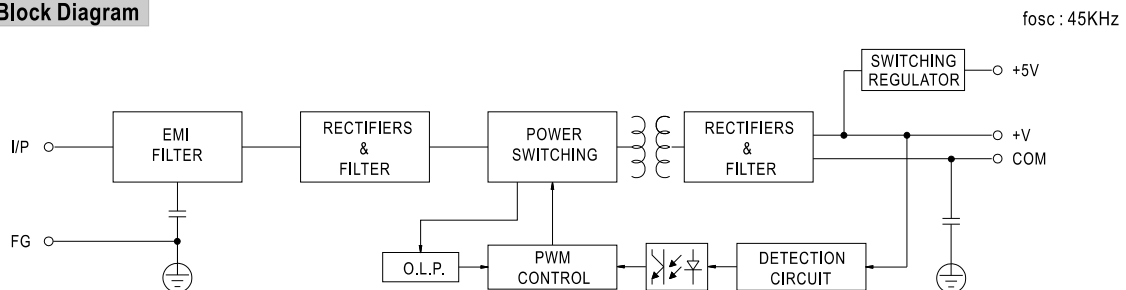 Block Diagram
fosc : 45KHz
SWITCHING
REGULATOR
+5V
I/P
EMI
FILTER
RECTIFIERS
&
FILTER
POWER
SWITCHING
RECTIFIERS
&
FILTER
+V
COM
FG
O.L.P.
PWM
CONTROL
DETECTION
CIRCUIT